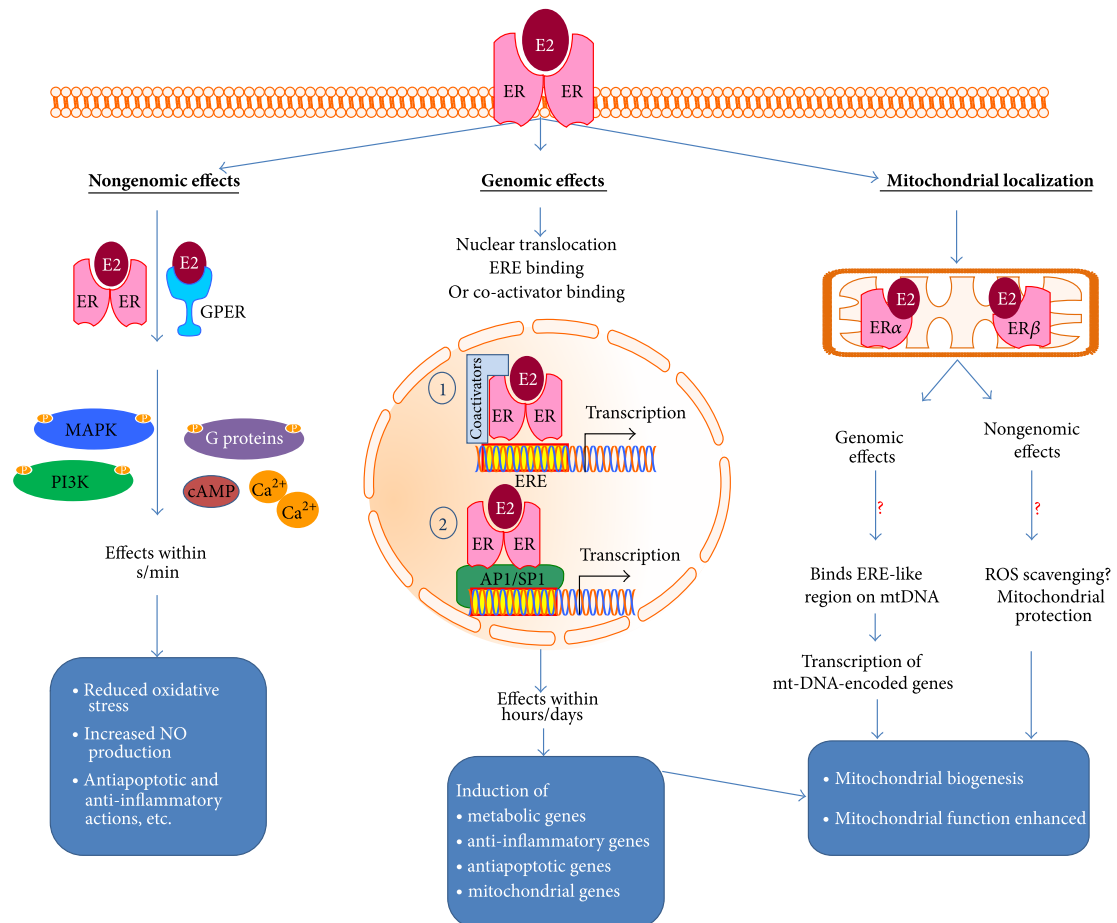 E2
ER
ER
Nongenomic effects
E2
ER
ER
E2
GPER
P
P
MAPK
P
P
PI3K
P
P
G proteins
cAMP
Ca2+
Ca2+
Effects within
s/min
• Reduced oxidative
stress
• Increased NO
production
• Antiapoptotic and
anti-inflammatory
actions, etc.
Genomic effects
Nuclear translocation
ERE binding
Or co-activator binding
1
Coactivators
E2
ER
ER
Transcription
ERE
2
E2
ER
ER
AP1/SP1
Transcription
Effects within
hours/days
Induction of
• metabolic genes
• anti-inflammatory genes
• antiapoptotic genes
• mitochondrial genes
Mitochondrial localization
E2
ERα
E2
ERβ
Genomic
effects
?
Binds ERE-like
region on mtDNA
Transcription of
mt-DNA-encoded genes
Nongenomic
effects
?
ROS scavenging?
Mitochondrial
protection
• Mitochondrial biogenesis
• Mitochondrial function enhanced